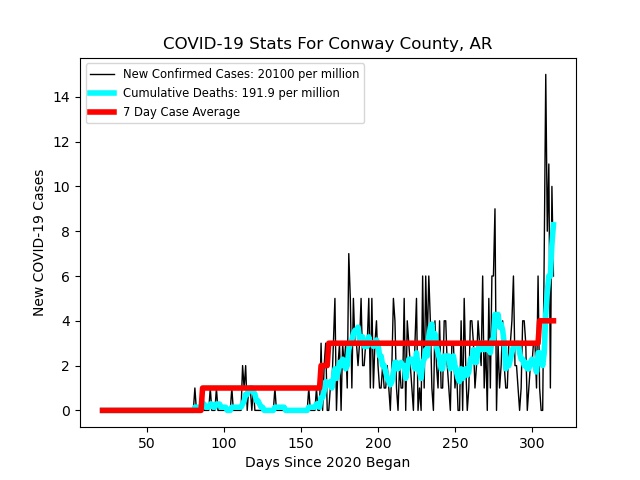 COVID-19 Stats For Conway County, AR
New Confirmed Cases: 20100 per million
Cumulative Deaths: 191.9 per million
7 Day Case Average
New COVID-19 Cases
14
12
10
8
6
4
2
0
50 100 150 200 250 300
Days Since 2020 Began